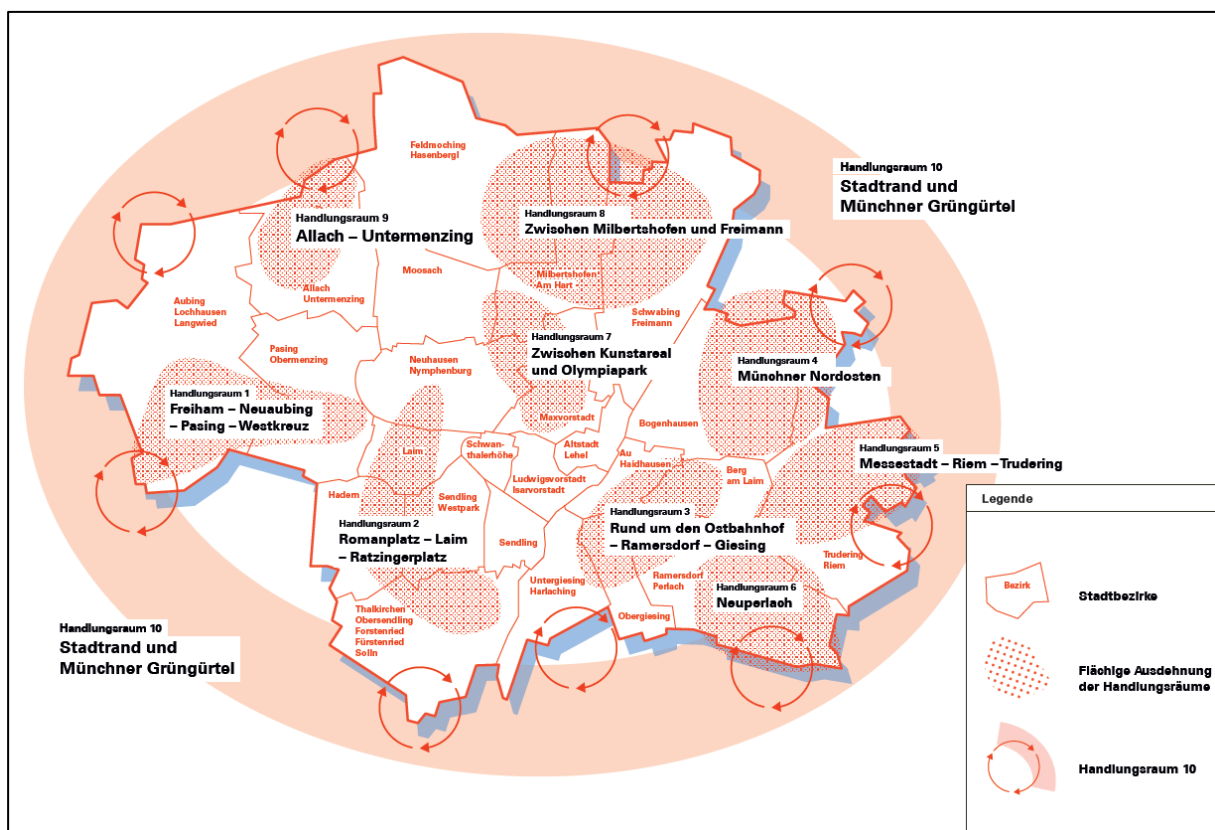 Feldmoching
Hasenbergl
Handlungsraum 10
Stadtrand und
Münchner Grüngürtel
Handlungsraum 9
Allach – Untermenzing
Handlungsraum 8
Zwischen Milbertshofen und Freimann
Moosach
Milbertshofen
Am Hart
Allach
Untermenzing
Aubing
Lochhausen
Langwied
Schwabing
Freimann
Pasing
Obermenzing
Neuhausen
Nymphenburg
Handlungsraum 7
Zwischen Kunstareal
und Olympiapark
Handlungsraum 4
Münchner Nordosten
Handlungsraum 1
Freiham – Neuaubing
– Pasing – Westkreuz
Maxvorstadt
Bogenhausen
Laim
Schwan-
thalerhöhe
Altstadt
Lehel
Au
Haidhausen
Berg
am Laim
Handlungsraum 5
Messestadt – Riem – Trudering
Ludwigsvorstadt
Isarvorstadt
Hadern
Sendling
Westpark
Handlungsraum 2
Romanplatz – Laim
– Ratzingerplatz
Sendling
Handlungsraum 3
Rund um den Ostbahnhof
– Ramersdorf – Giesing
Trudering
Riem
Untergiesing
Harlaching
Ramersdorf
Perlach
Handlungsraum 6
Neuperlach
Obergiesing
Thalkirchen
Obersendling
Forstenried
Fürstenried
Solln
Handlungsraum 10
Stadtrand und
Münchner Grüngürtel
Legende
Bezirk
Stadtbezirke
Flächige Ausdehnung
der Handlungsräume
Handlungsraum 10